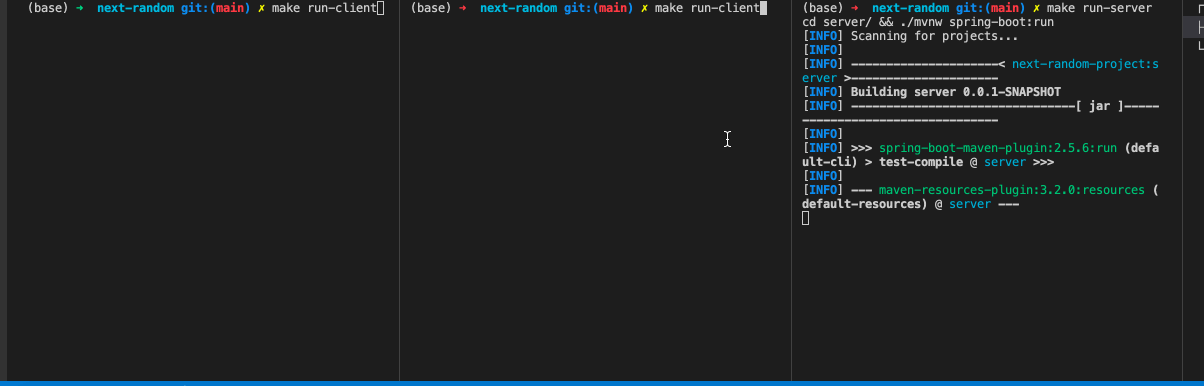 (base) ➜ next-random git:(main) ✗ make run-client
(base) ➜ next-random git:(main) ✗ make run-client
(base) ➜ next-random git:(main) ✗ make run-server
cd server/ && ./mvnw spring-boot:run
[INFO] Scanning for projects...
[INFO]
[INFO] ---------------------< next-random-project:s
erver >---------------------
[INFO] Building server 0.0.1-SNAPSHOT
[INFO] --------------------------------[ jar ]-----
----------------------------
[INFO]
[INFO] >>> spring-boot-maven-plugin:2.5.6:run (defa
ult-cli) > test-compile @ server >>>
[INFO]
[INFO] --- maven-resources-plugin:3.2.0:resources (
default-resources) @ server ---